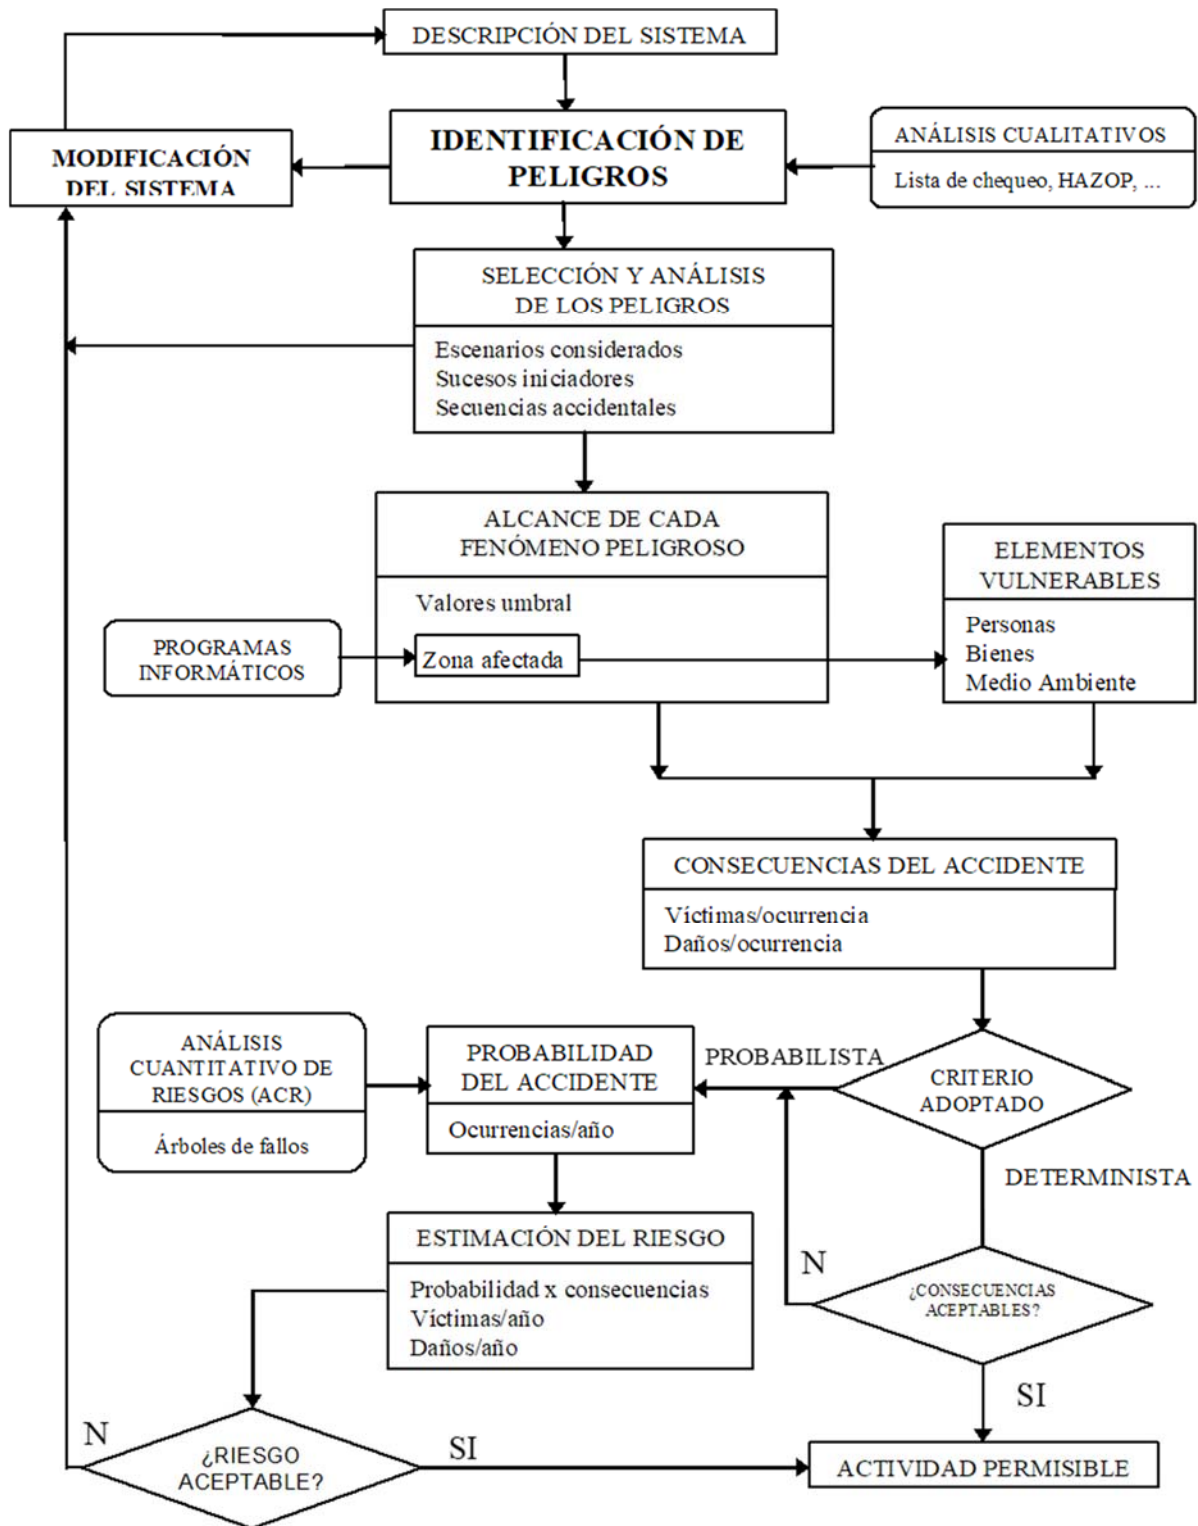 DESCRIPCIÓN DEL SISTEMA
IDENTIFICACIÓN DE
PELIGROS
ANÁLISIS CUALITATIVOS
Lista de chequeo, HAZOP, ...
MODIFICACIÓN
DEL SISTEMA
SELECCIÓN Y ANÁLISIS
DE LOS PELIGROS
Escenarios considerados
Sucesos iniciadores
Secuencias accidentales
ALCANCE DE CADA
FENÓMENO PELIGROSO
Valores umbral
Zona afectada
PROGRAMAS
INFORMÁTICOS
ELEMENTOS
VULNERABLES
Personas
Bienes
Medio Ambiente
CONSECUENCIAS DEL ACCIDENTE
Víctimas/ocurrencia
Daños/ocurrencia
CRITERIO
ADOPTADO
PROBABILISTA
DETERMINISTA
ANÁLISIS
CUANTITATIVO DE
RIESGOS (ACR)
Árboles de fallos
PROBABILIDAD
DEL ACCIDENTE
Ocurrencias/año
ESTIMACIÓN DEL RIESGO
Probabilidad x consecuencias
Víctimas/año
Daños/año
N
¿CONSECUENCIAS
ACEPTABLES?
SI
N
¿RIESGO
ACEPTABLE?
SI
ACTIVIDAD PERMISIBLE